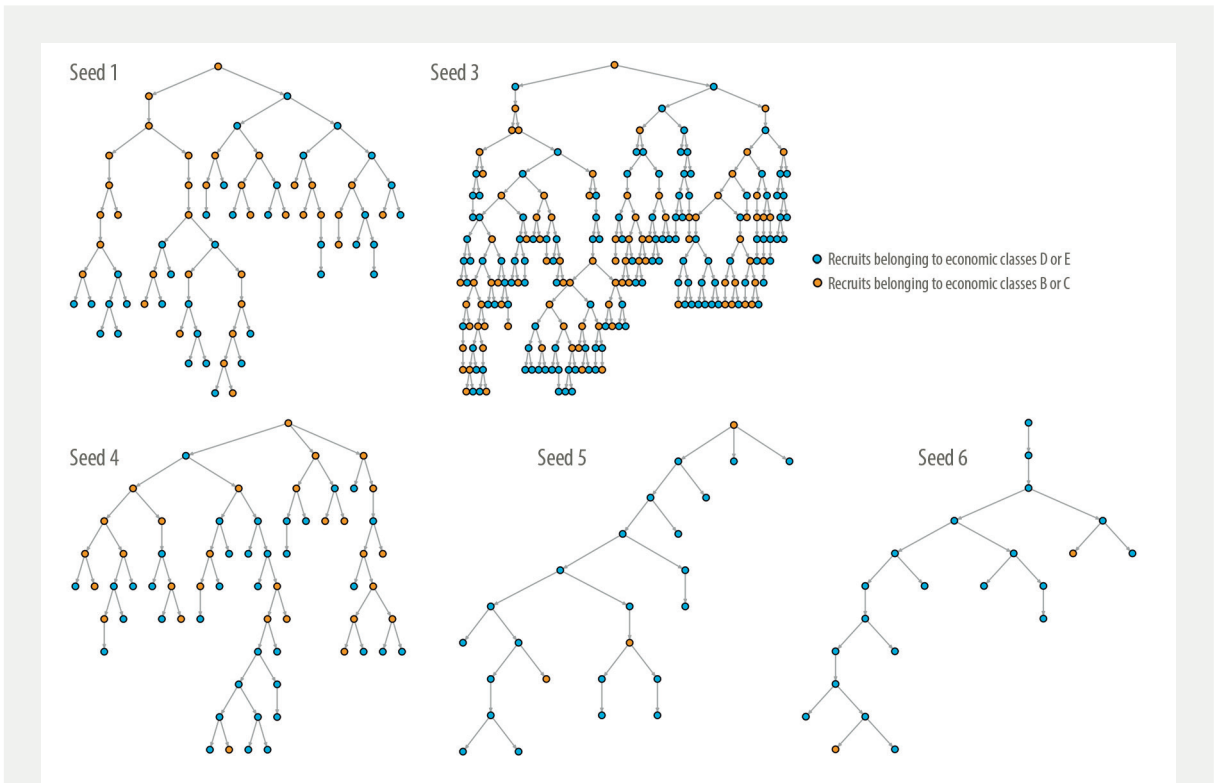 Seed 1
Seed 3
Recruits belonging to economic classes D or E
Recruits belonging to economic classes B or C
Seed 4
Seed 5
Seed 6